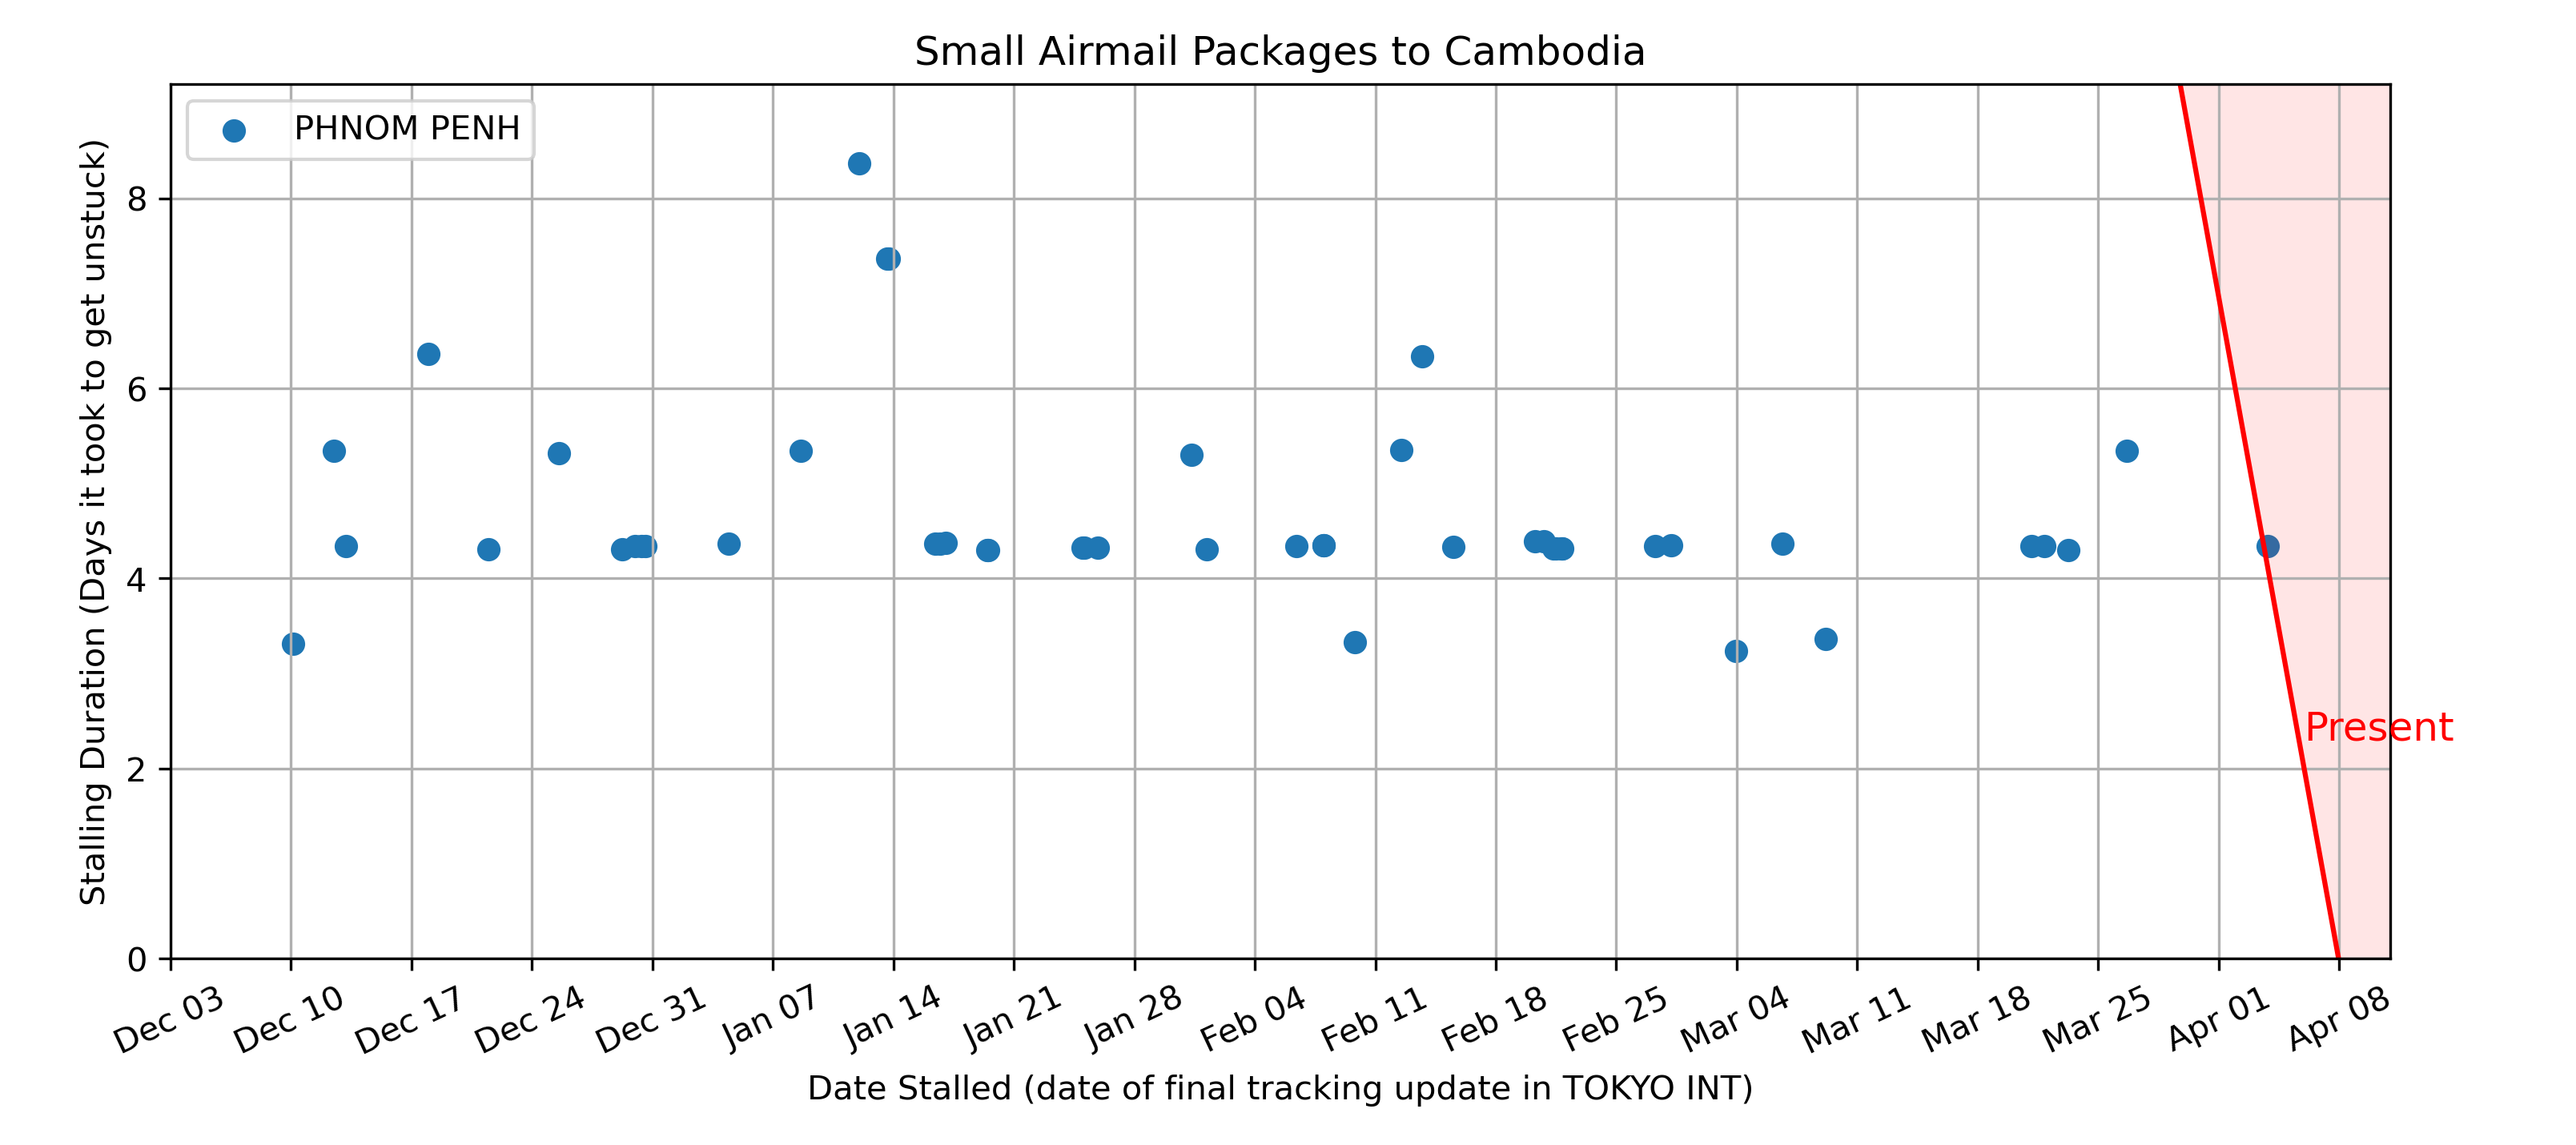 Small Airmail Packages to Cambodia
PHNOM PENH
Stalling Duration (Days it took to get unstuck)
8
6
4
2
0
Present
Dec 03
Dec 10
Dec 17
Dec 24
Dec 31
Jan 07
Jan 14
Jan 21
Jan 28
Feb 04
Feb 11
Feb 18
Feb 25
Mar 04
Mar 11
Mar 18
Mar 25
Apr 01
Apr 08
Date Stalled (date of final tracking update in TOKYO INT)